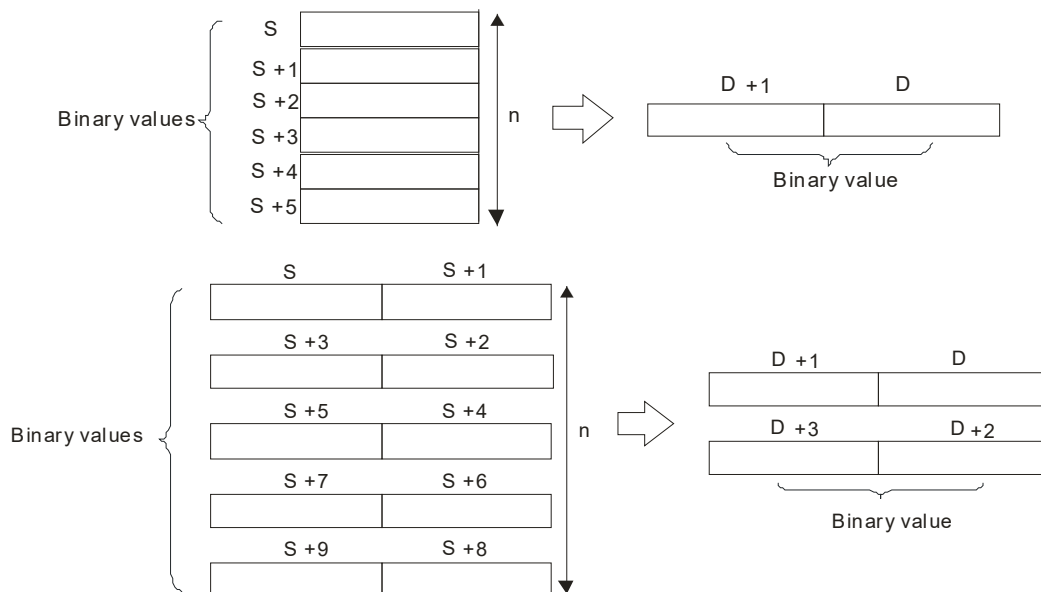 S
S +1
S +2
Binary values
S +3
S +4
S +5
n
D +1 D
Binary value
S S +1
S +3 S +2
S +5 S +4
Binary values
S +7 S +6
S +9 S +8
n
D +1 D
D +3 D +2
Binary value